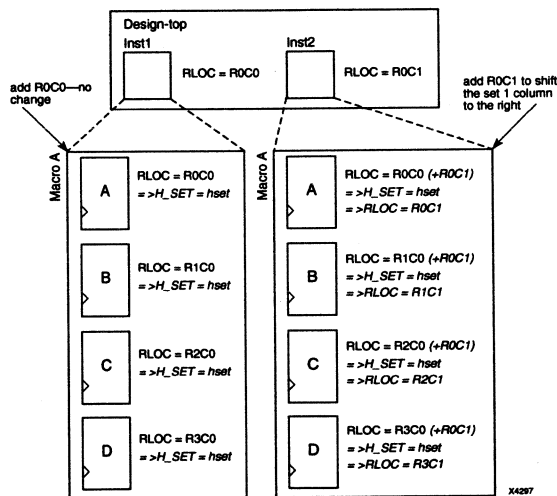 Design-top
Inst1
Inst2
RLOC = R0C0
RLOC = R0C1
add R0C0—no
change
add R0C1 to shift
the set 1 column
to the right
Macro A
A
RLOC = R0C0
=>H_SET = hset
B
RLOC = R1C0
=>H_SET = hset
C
RLOC = R2C0
=>H_SET = hset
D
RLOC = R3C0
=>H_SET = hset
Macro A
A
RLOC = R0C0 (+R0C1)
=>H_SET = hset
=>RLOC = R0C1
B
RLOC = R1C0 (+R0C1)
=>H_SET = hset
=>RLOC = R1C1
C
RLOC = R2C0 (+R0C1)
=>H_SET = hset
=>RLOC = R2C1
D
RLOC = R3C0 (+R0C1)
=>H_SET = hset
=>RLOC = R3C1
X4297